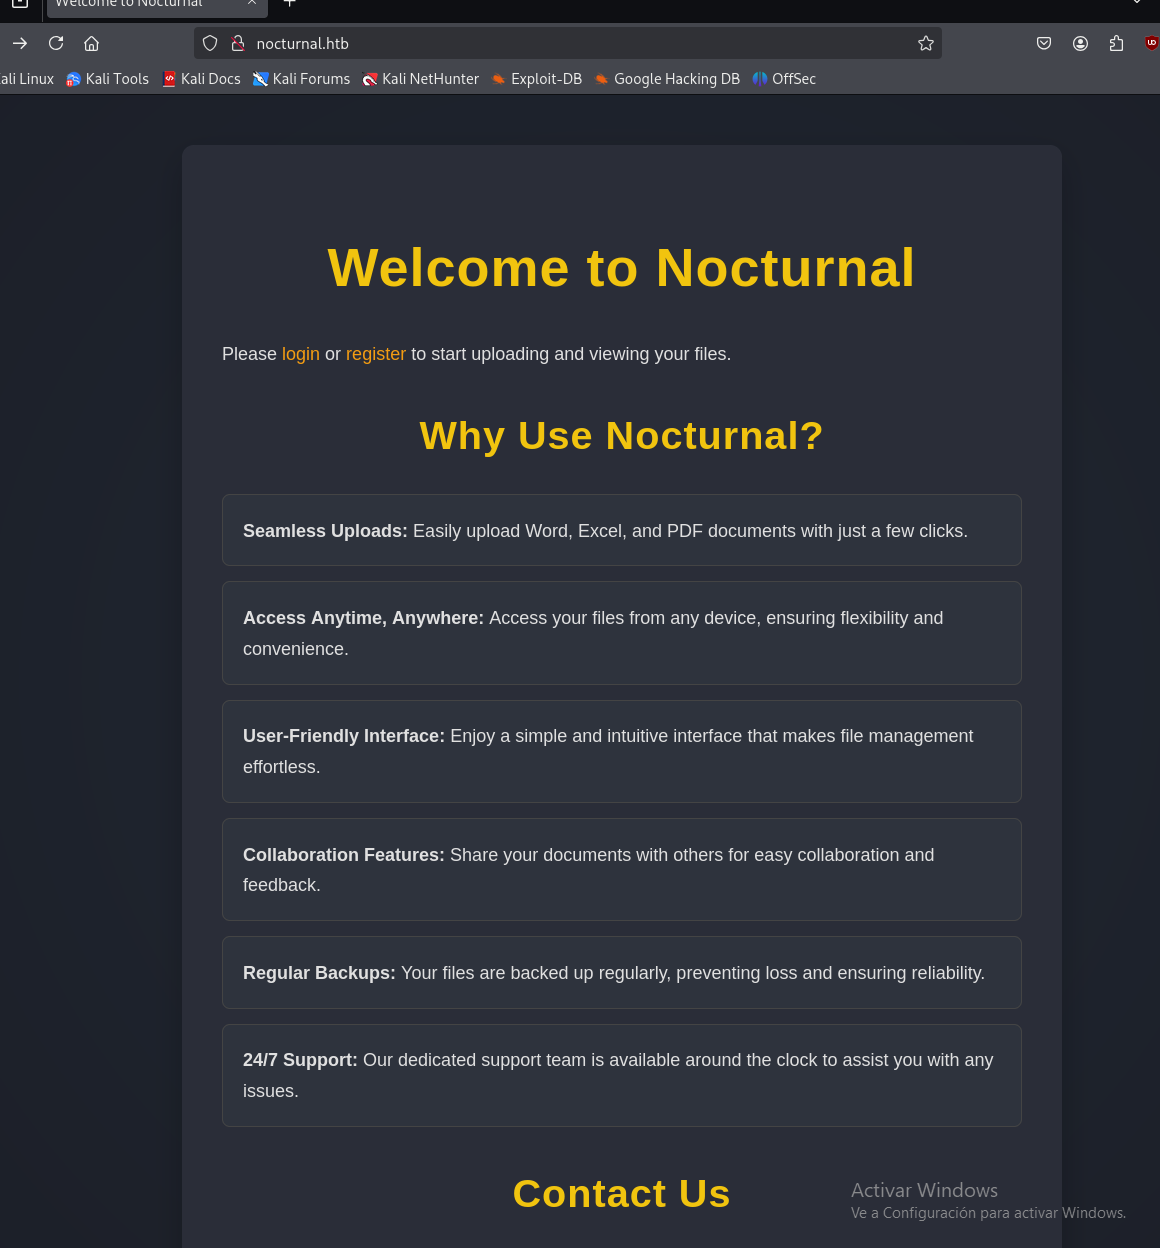 Welcome to Nocturnal
nocturnal.htb
ali Linux Kali Tools Kali Docs Kali Forums Kali NetHunter Exploit-DB Google Hacking DB OffSec
Welcome to Nocturnal
Please login or register to start uploading and viewing your files.
Why Use Nocturnal?
Seamless Uploads: Easily upload Word, Excel, and PDF documents with just a few clicks.
Access Anytime, Anywhere: Access your files from any device, ensuring flexibility and
convenience.
User-Friendly Interface: Enjoy a simple and intuitive interface that makes file management
effortless.
Collaboration Features: Share your documents with others for easy collaboration and
feedback.
Regular Backups: Your files are backed up regularly, preventing loss and ensuring reliability.
24/7 Support: Our dedicated support team is available around the clock to assist you with any
issues.
Contact Us
Activar Windows
Ve a Configuración para activar Windows.